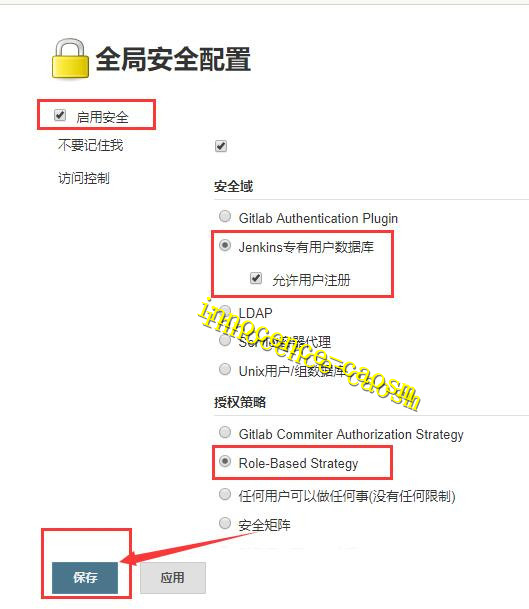 全局安全配置
启用安全
不要记住我
访问控制
安全域
Gitlab Authentication Plugin
Jenkins专有用户数据库
允许用户注册
LDAP
Servlet容器代理
Unix用户/组数据库
innocence-caosm
innocence-caosm
授权策略
Gitlab Commiter Authorization Strategy
Role-Based Strategy
任何用户可以做任何事(没有任何限制)
安全矩阵
保存
应用